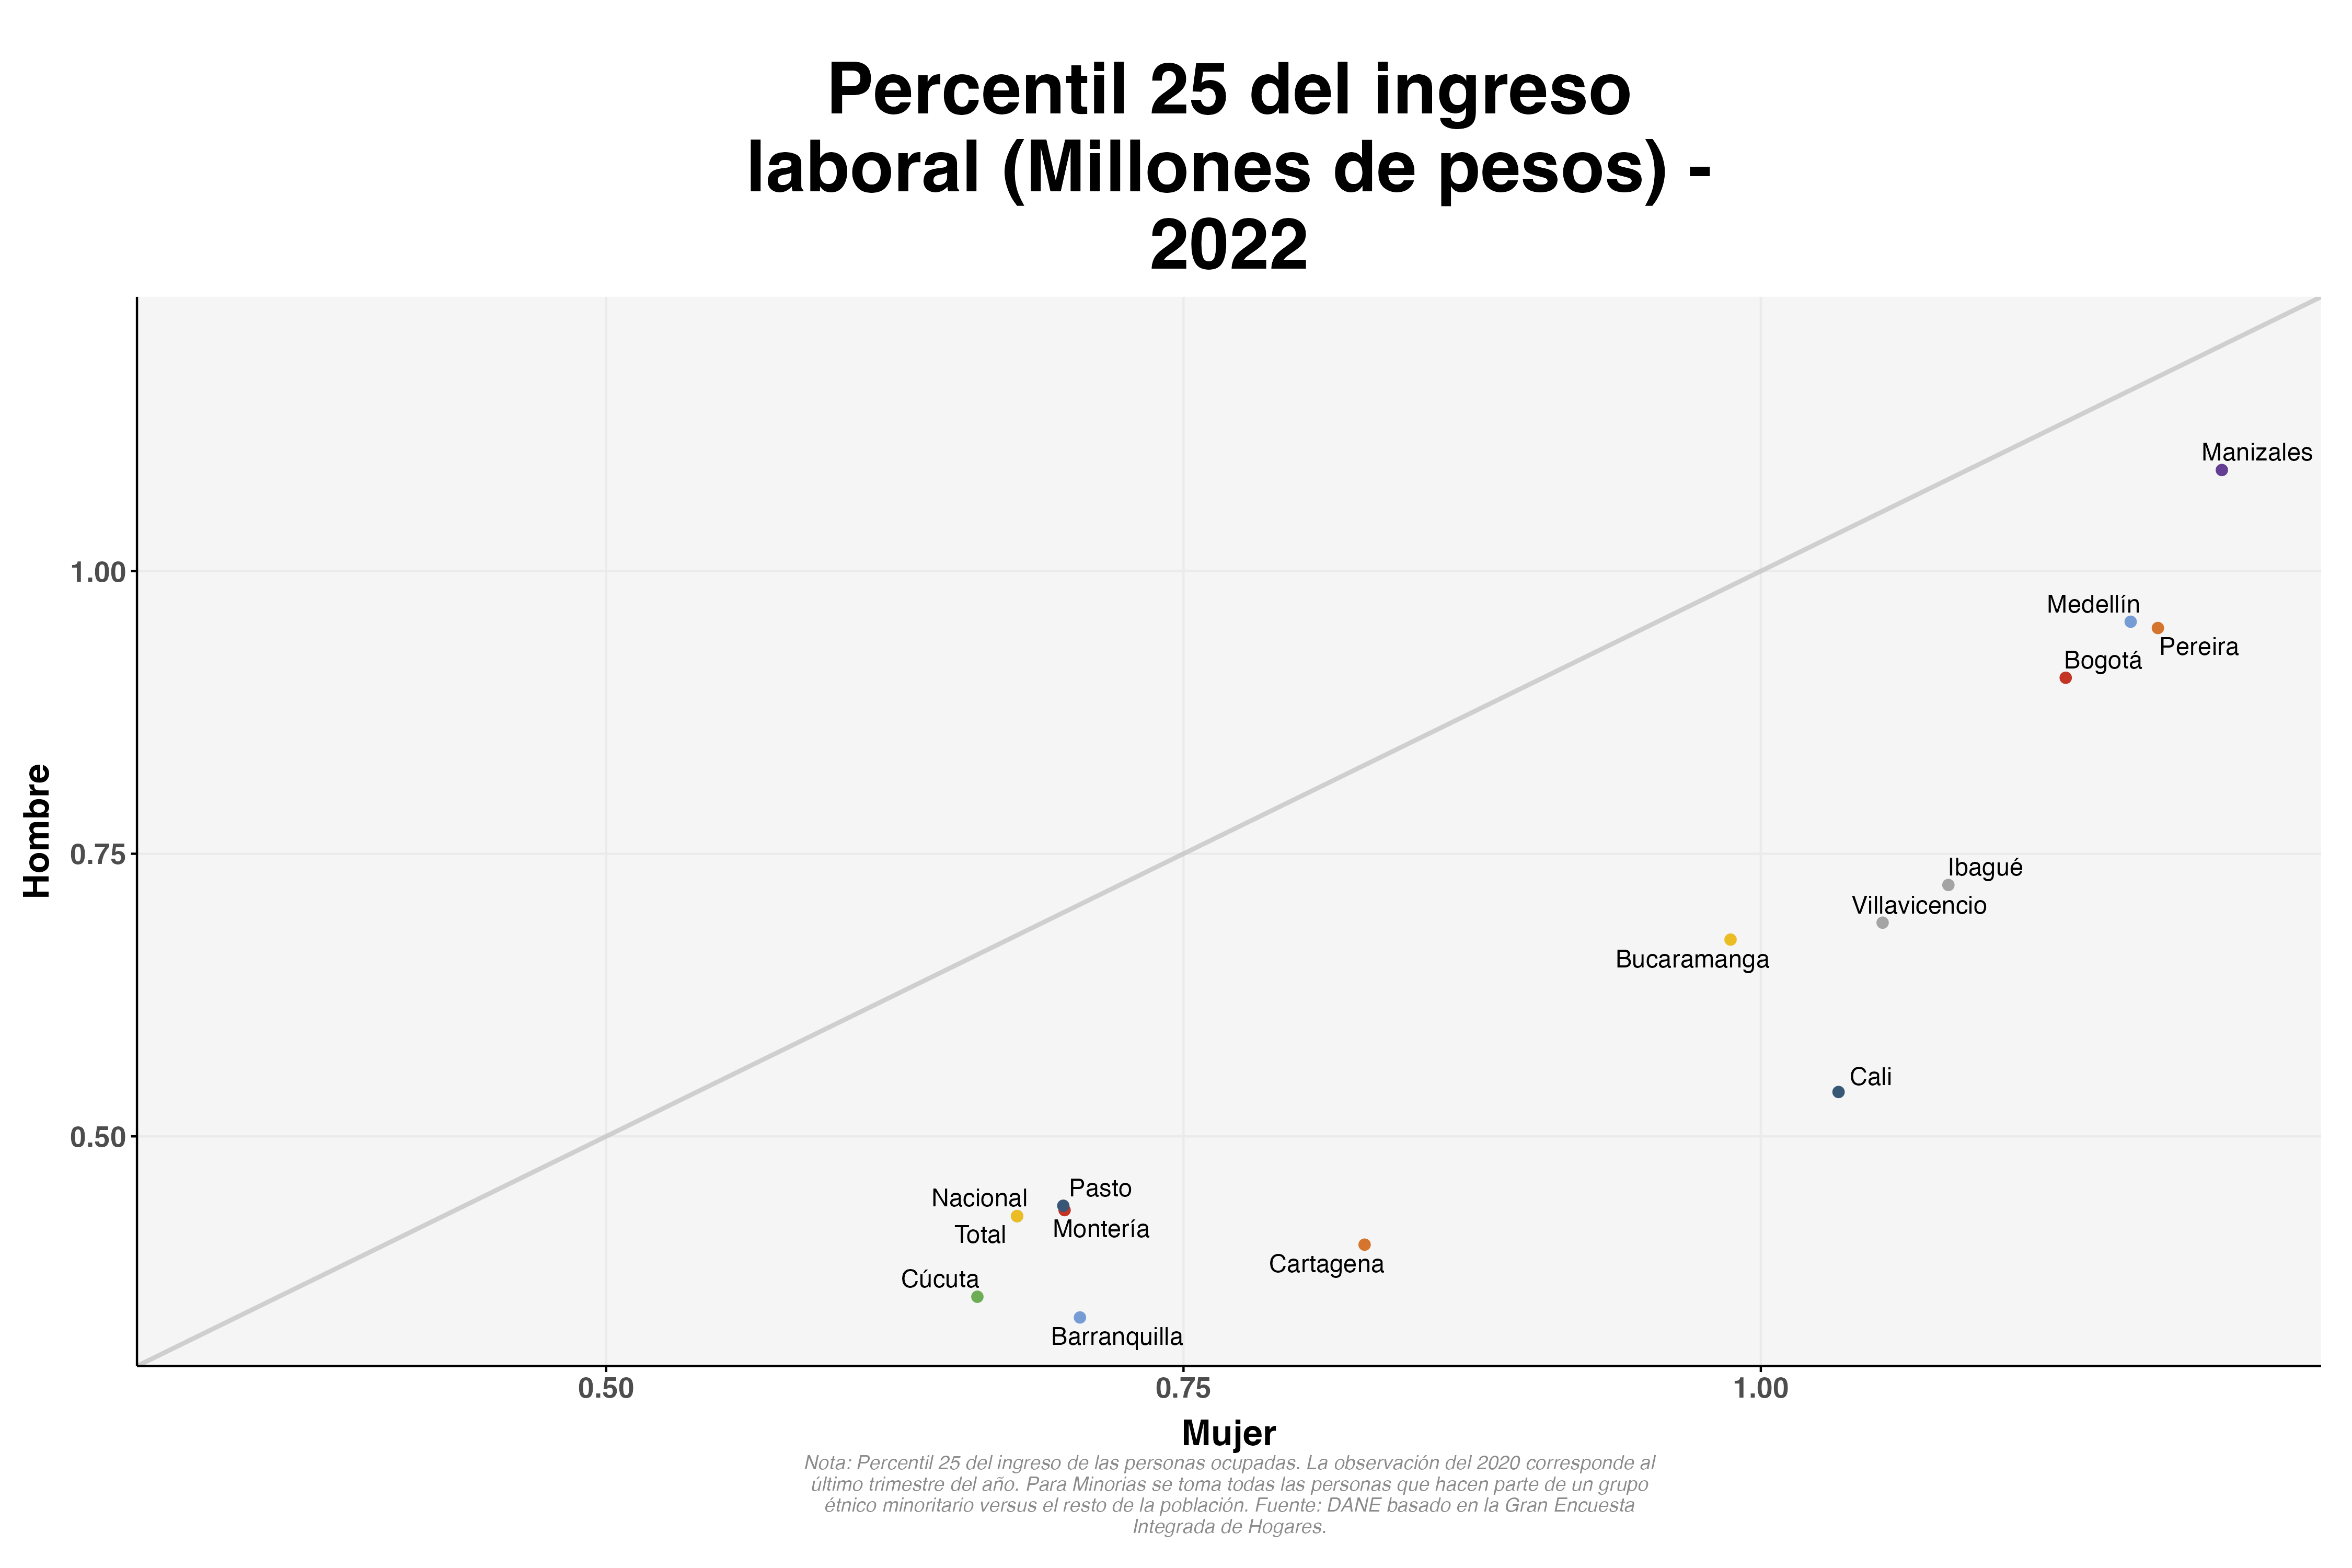 Percentil 25 del ingreso
laboral (Millones de pesos) -
2022
Manizales
1.00
Medellín
Pereira
Bogotá
Hombre
0.75
Ibagué
Villavicencio
Bucaramanga
Cali
0.50
Pasto
Nacional
Montería
Total
Cartagena
Cúcuta
Barranquilla
0.50
0.75
1.00
Mujer
Nota: Percentil 25 del ingreso de las personas ocupadas. La observación del 2020 corresponde al
último trimestre del año. Para Minorias se toma todas las personas que hacen parte de un grupo
étnico minoritario versus el resto de la población. Fuente: DANE basado en la Gran Encuesta
Integrada de Hogares.